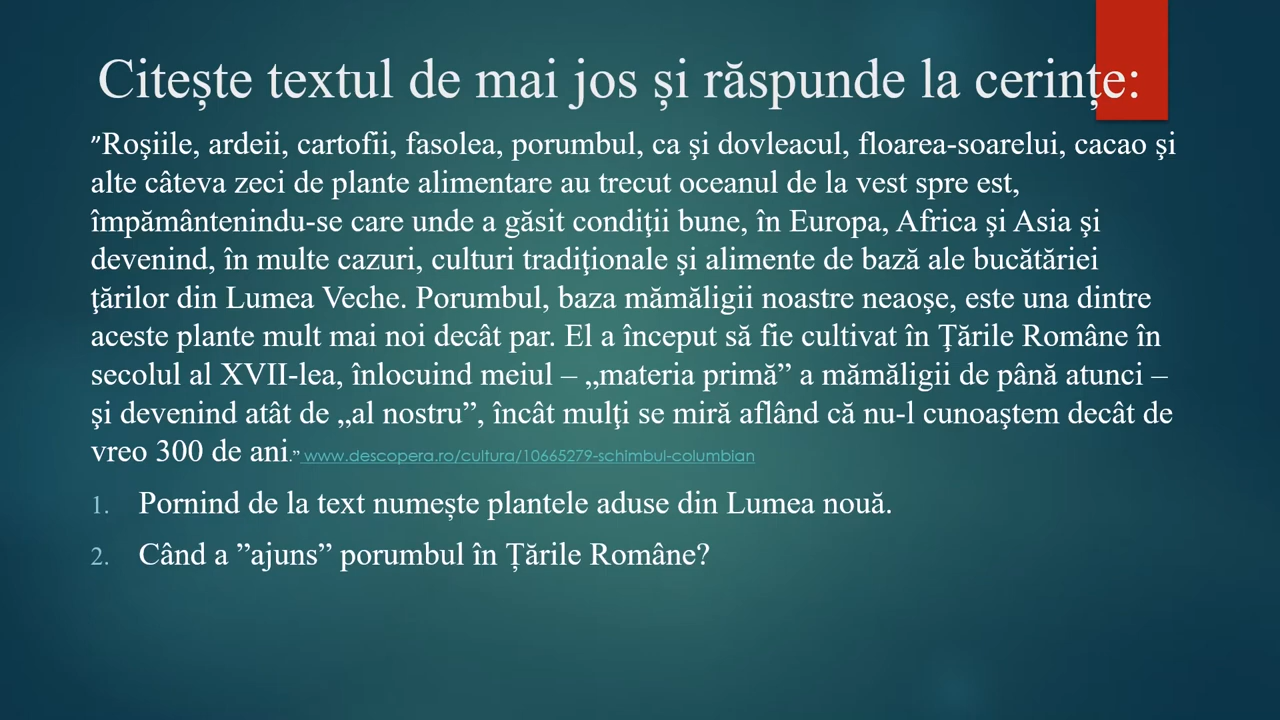 Citește textul de mai jos și răspunde la cerințe:
”Roşiile, ardeii, cartofii, fasolea, porumbul, ca şi dovleacul, floarea-soarelui, cacao şi
alte câteva zeci de plante alimentare au trecut oceanul de la vest spre est,
împământenindu-se care unde a găsit condiţii bune, în Europa, Africa şi Asia şi
devenind, în multe cazuri, culturi tradiţionale şi alimente de bază ale bucătăriei
ţărilor din Lumea Veche. Porumbul, baza mămăligii noastre neaoşe, este una dintre
aceste plante mult mai noi decât par. El a început să fie cultivat în Ţările Române în
secolul al XVII-lea, înlocuind meiul – „materia primă” a mămăligii de până atunci –
şi devenind atât de „al nostru”, încât mulţi se miră aflând că nu-l cunoaştem decât de
vreo 300 de ani.” www.descopera.ro/cultura/10665279-schimbul-columbian
1. Pornind de la text numește plantele aduse din Lumea nouă.
2. Când a ”ajuns” porumbul în Țările Române?